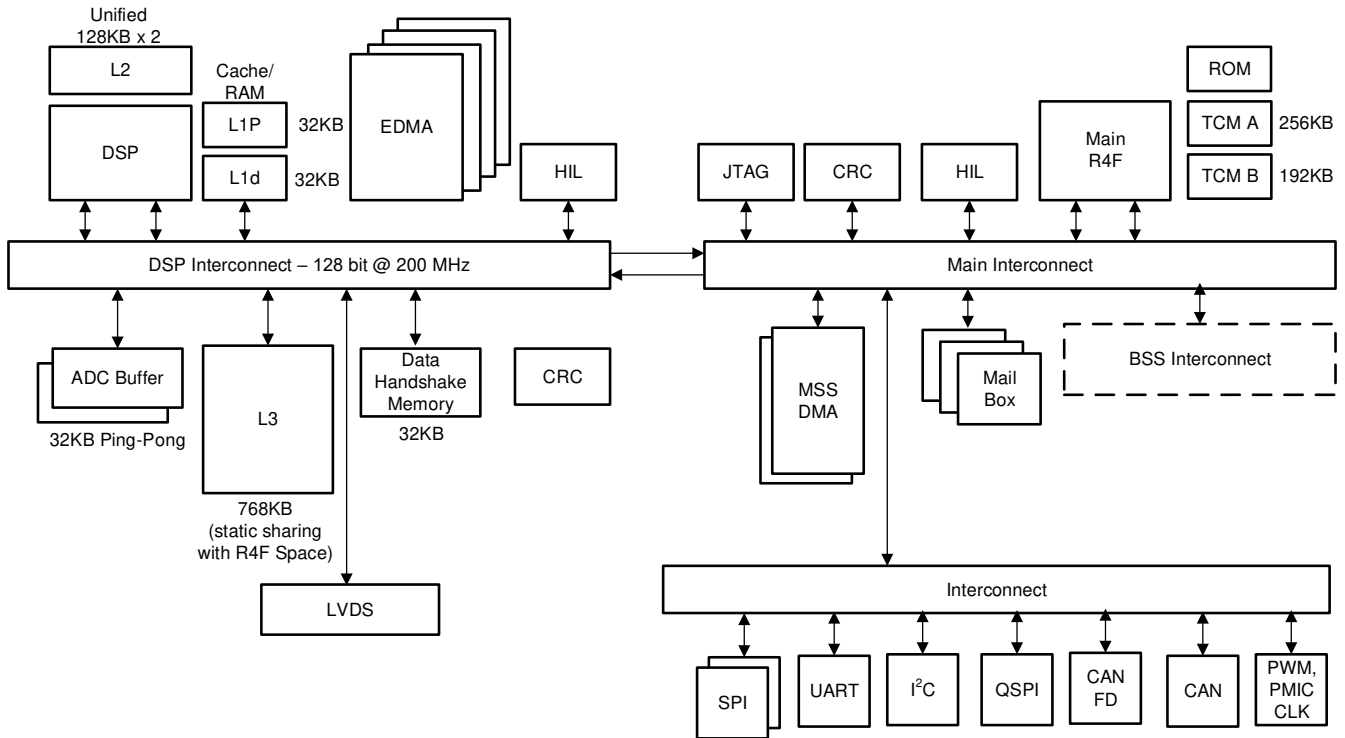 Unified
128KB x 2
L2
Cache/
RAM
DSP
L1P
32KB
L1d
32KB
EDMA
HIL
JTAG
CRC
HIL
Main
R4F
ROM
TCM A
256KB
TCM B
192KB
DSP Interconnect – 128 bit @ 200 MHz
Main Interconnect
ADC Buffer
32KB Ping-Pong
L3
768KB
(static sharing
with R4F Space)
Data
Handshake
Memory
32KB
CRC
LVDS
MSS
DMA
Mail
Box
BSS Interconnect
Interconnect
SPI
UART
I²C
QSPI
CAN
FD
CAN
PWM,
PMIC
CLK